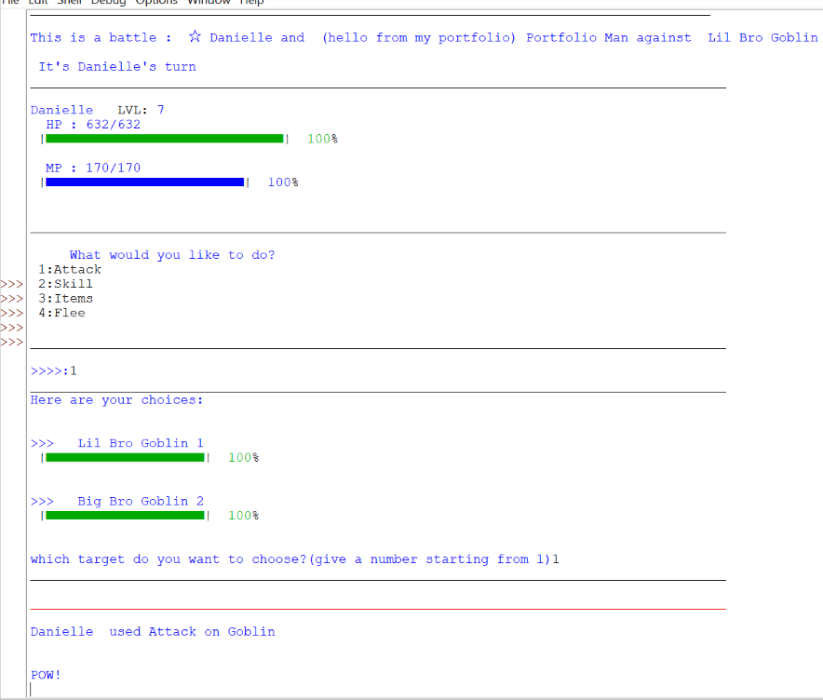 File Edit Shell Debug Options Window Help
This is a battle : ☆ Danielle and (hello from my portfolio) Portfolio Man against Lil Bro Goblin
It's Danielle's turn
Danielle LVL: 7
HP : 632/632
| | 100%
MP : 170/170
| | 100%
What would you like to do?
1:Attack
>>> 2:Skill
>>> 3:Items
>>> 4:Flee
>>>
>>>
>>>>:1
Here are your choices:
>>> Lil Bro Goblin 1
| | 100%
>>> Big Bro Goblin 2
| | 100%
which target do you want to choose?(give a number starting from 1)1
Danielle used Attack on Goblin
POW!